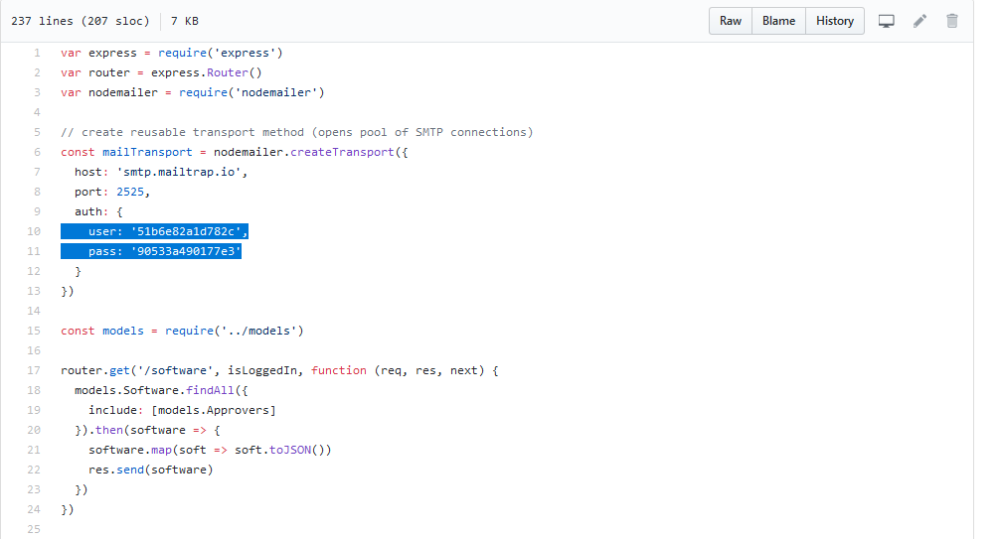 237 lines (207 sloc) 7 KB Raw Blame History
1 var express = require('express')
2 var router = express.Router()
3 var nodemailer = require('nodemailer')
4
5 // create reusable transport method (opens pool of SMTP connections)
6 const mailTransport = nodemailer.createTransport({
7 host: 'smtp.mailtrap.io',
8 port: 2525,
9 auth: {
10 user: '51b6e82a1d782c',
11 pass: '90533a490177e3'
12 }
13 })
14
15 const models = require('../models')
16
17 router.get('/software', isLoggedIn, function (req, res, next) {
18 models.Software.findAll({
19 include: [models.Approvers]
20 }).then(software => {
21 software.map(soft => soft.toJSON())
22 res.send(software)
23 })
24 })
25